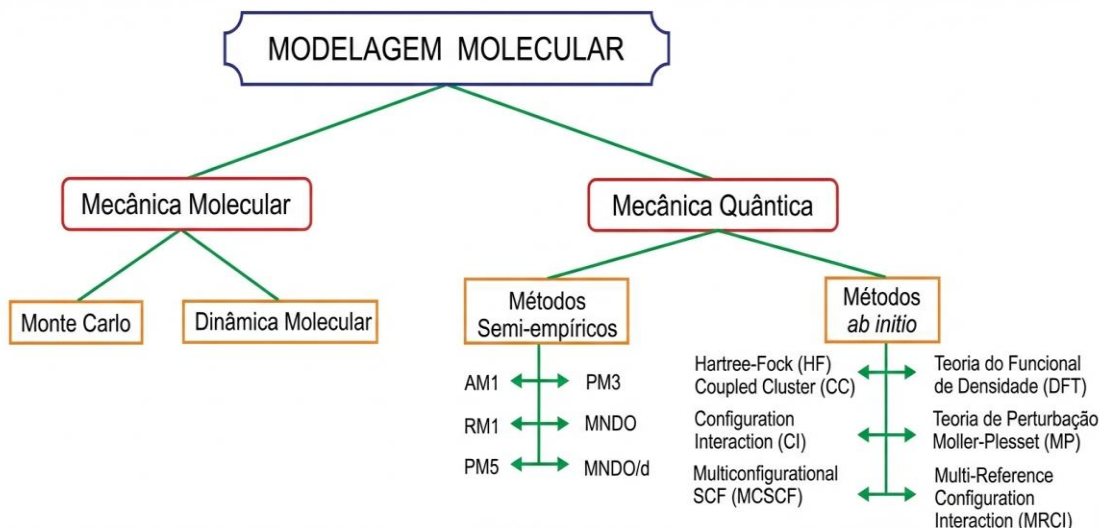 MODELAGEM MOLECULAR
Mecânica Molecular
Mecânica Quântica
Monte Carlo
Dinâmica Molecular
Métodos
Semi-empíricos
Métodos
ab initio
AM1
PM3
RM1
MNDO
PM5
MNDO/d
Hartree-Fock (HF)
Coupled Cluster (CC)
Teoria do Funcional
de Densidade (DFT)
Configuration
Interaction (CI)
Teoria de Perturbação
Moller-Plesset (MP)
Multiconfigurational
SCF (MCSCF)
Multi-Reference
Configuration
Interaction (MRCI)